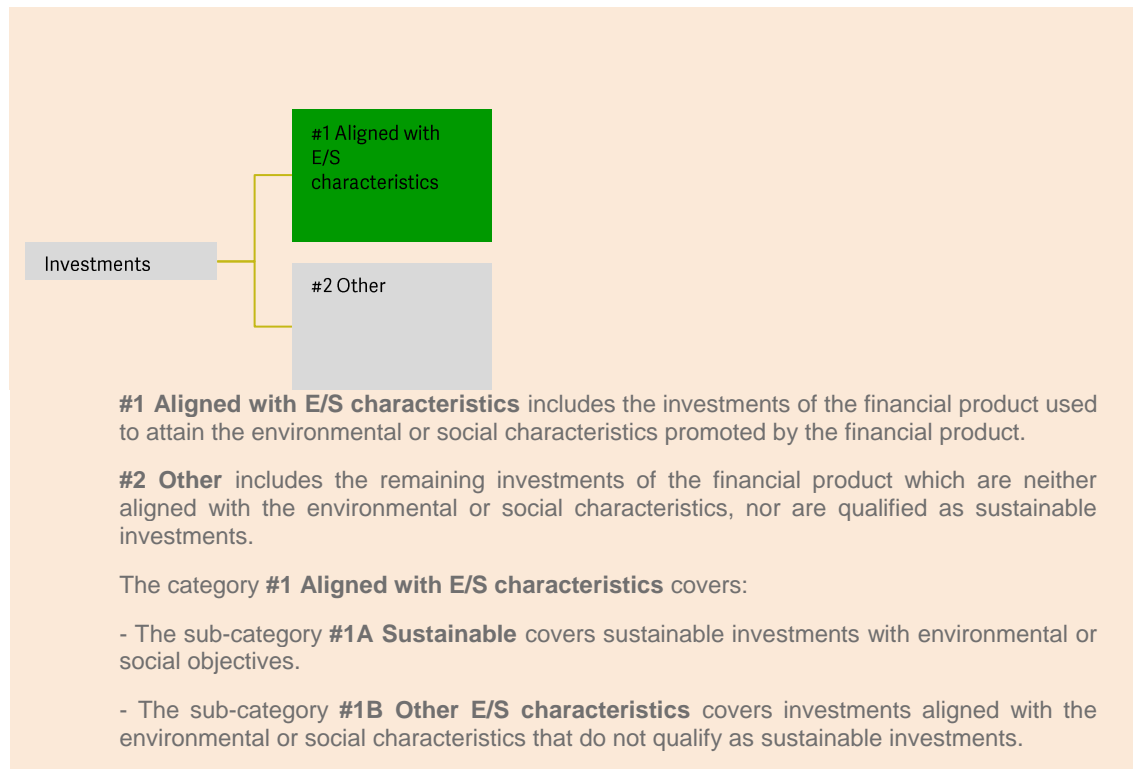 #1 Aligned with
E/S
characteristics
Investments
#2 Other
#1 Aligned with E/S characteristics includes the investments of the financial product used
to attain the environmental or social characteristics promoted by the financial product.
#2 Other includes the remaining investments of the financial product which are neither
aligned with the environmental or social characteristics, nor are qualified as sustainable
investments.
The category #1 Aligned with E/S characteristics covers:
- The sub-category #1A Sustainable covers sustainable investments with environmental or
social objectives.
- The sub-category #1B Other E/S characteristics covers investments aligned with the
environmental or social characteristics that do not qualify as sustainable investments.